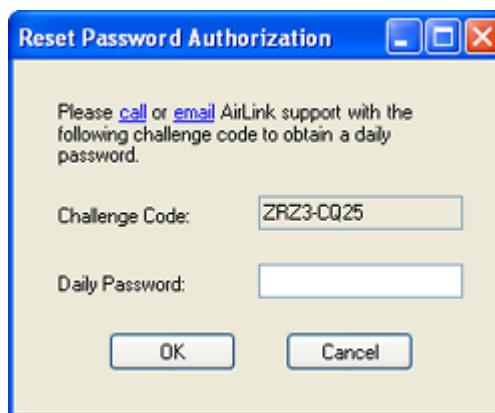 Reset Password Authorization
Please call or email AirLink support with the
following challenge code to obtain a daily
password.
Challenge Code: ZRZ3-CQ25
Daily Password:
OK Cancel